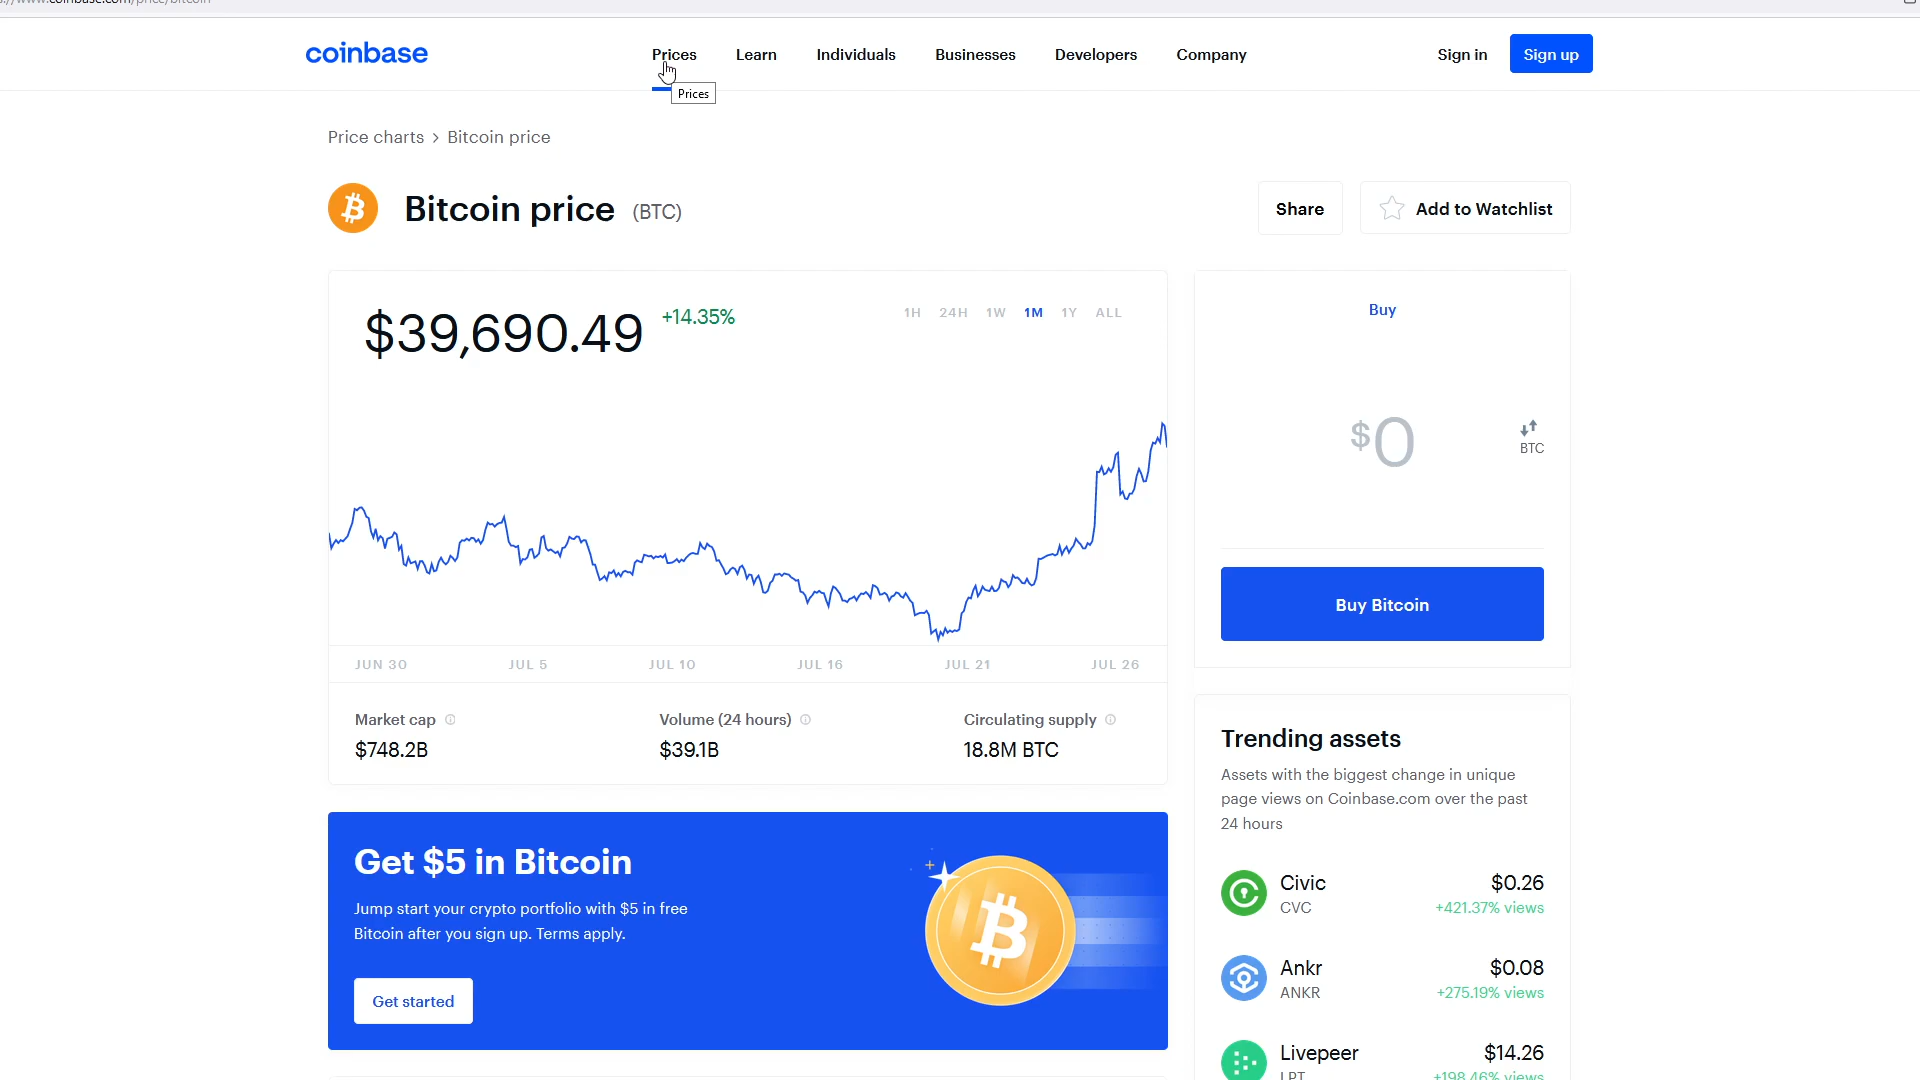 coinbase
Prices
Learn
Individuals
Businesses
Developers
Company
Sign in
Sign up
Prices
Price charts > Bitcoin price
Bitcoin price (BTC)
Share
Add to Watchlist
$39,690.49 +14.35%
1H 24H 1W 1M 1Y ALL
Buy
$0
BTC
Buy Bitcoin
JUN 30 JUL 5 JUL 10 JUL 16 JUL 21 JUL 26
Market cap
$748.2B
Volume (24 hours)
$39.1B
Circulating supply
18.8M BTC
Get $5 in Bitcoin
Jump start your crypto portfolio with $5 in free
Bitcoin after you sign up. Terms apply.
Get started
Trending assets
Assets with the biggest change in unique
page views on Coinbase.com over the past
24 hours
Civic $0.26
CVC +421.37% views
Ankr $0.08
ANKR +275.19% views
Livepeer $14.26
LPT +198.46% views